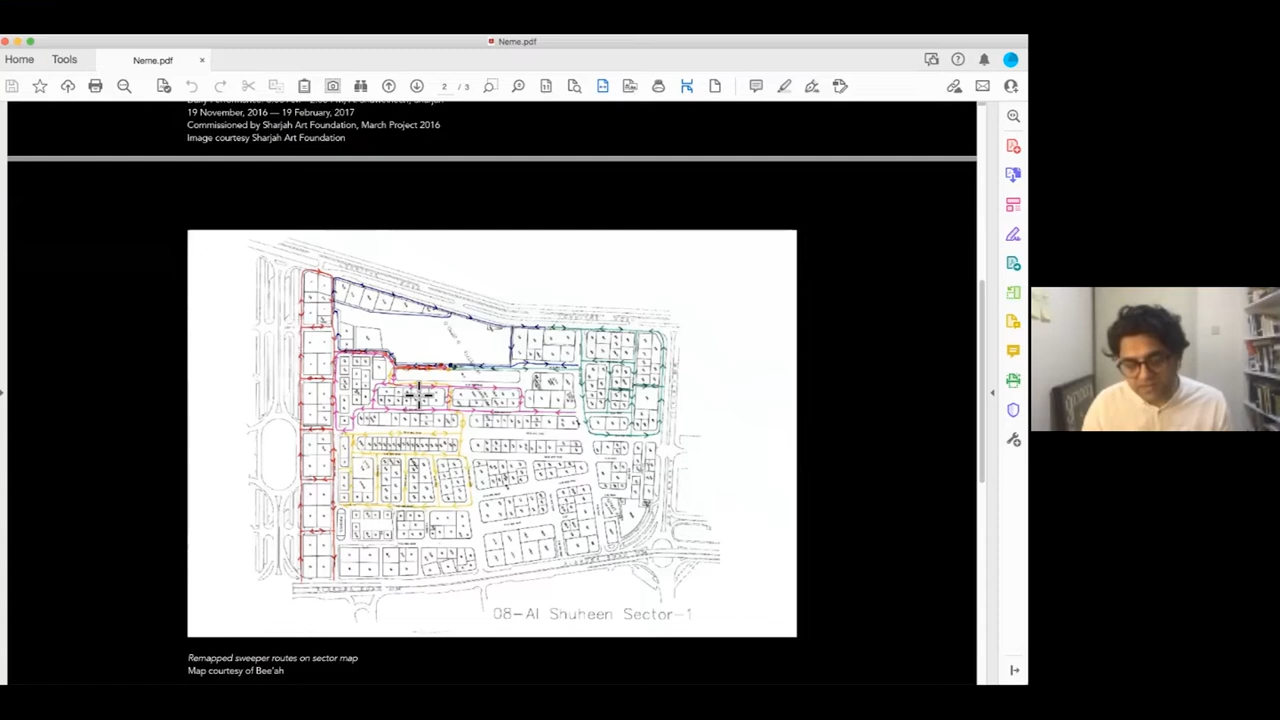 Neme.pdf
Home
Tools
Neme.pdf
2 / 3
19 November, 2016 — 19 February, 2017
Commissioned by Sharjah Art Foundation, March Project 2016
Image courtesy Sharjah Art Foundation
08-Al Shuheen Sector-1
Remapped sweeper routes on sector map
Map courtesy of Bee'ah